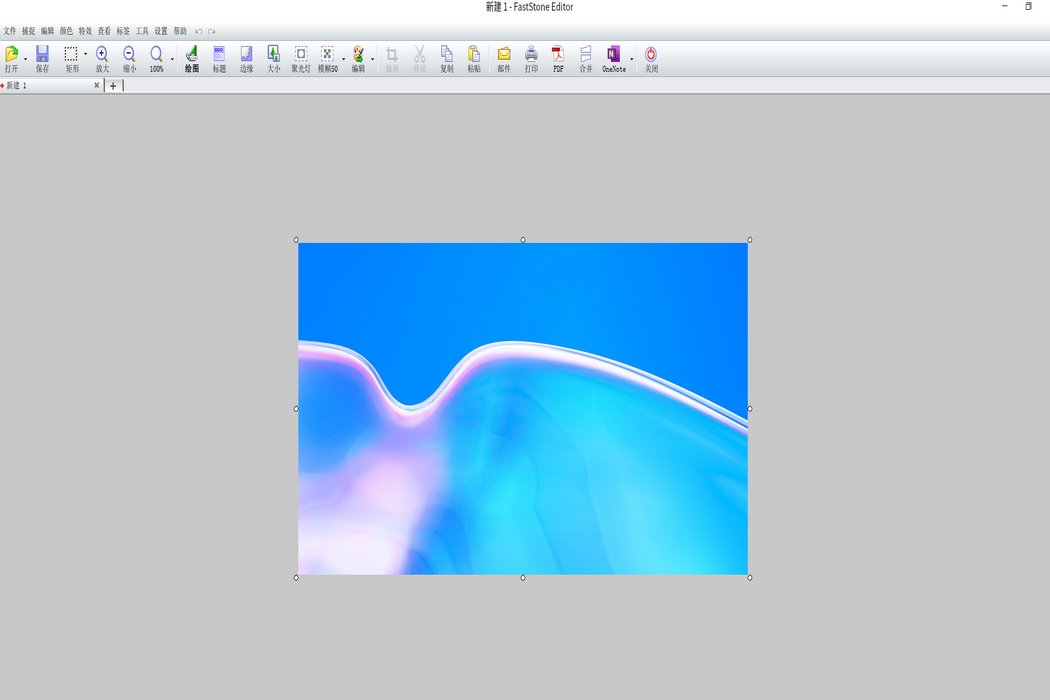 新建 1 - FastStone Editor
文件 捕捉 编辑 颜色 特效 查看 标签 工具 设置 帮助
打开 保存 矩形 放大 缩小 100% 绘图 标题 边缘 大小 聚光灯 模糊50 编辑 裁剪 剪切 复制 粘贴 邮件 打印 PDF 合并 OneNote 关闭
新建 1